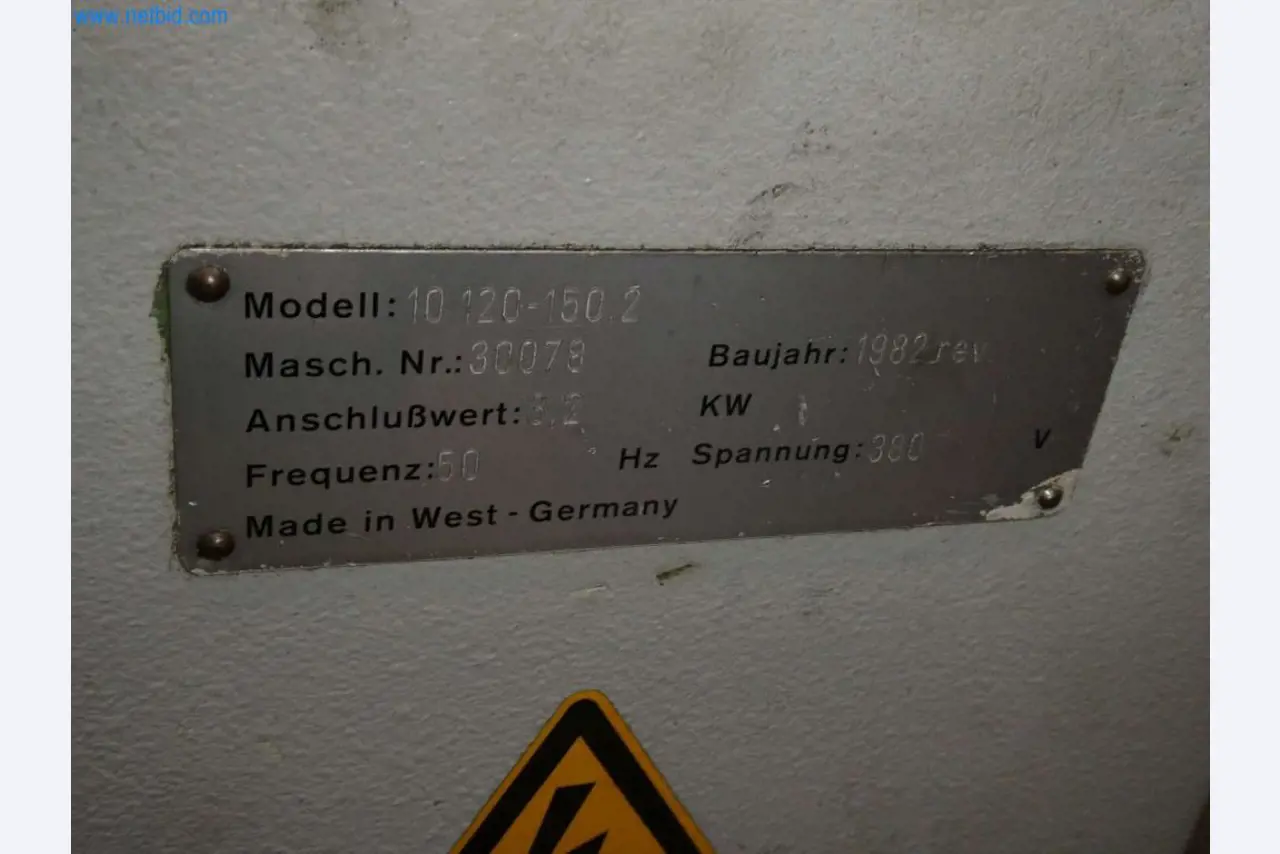 www.netbid.com
Modell: 10 120-150.2
Masch. Nr.: 30078 Baujahr: 1982 rev
Anschlußwert: KW
Frequenz: 50 Hz Spannung: 380 V
Made in West - Germany